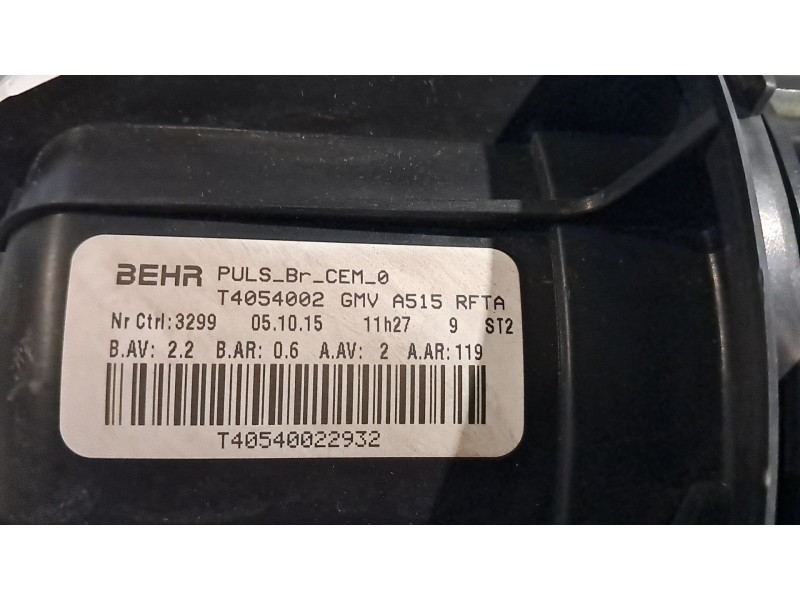 BEHR PULS_Br_CEM_0
T4054002 GMV A515 RFTA
Nr Ctrl:3299 05.10.15 11h27 9 ST2
B.AV: 2.2 B.AR: 0.6 A.AV: 2 A.AR: 119
T40540022932